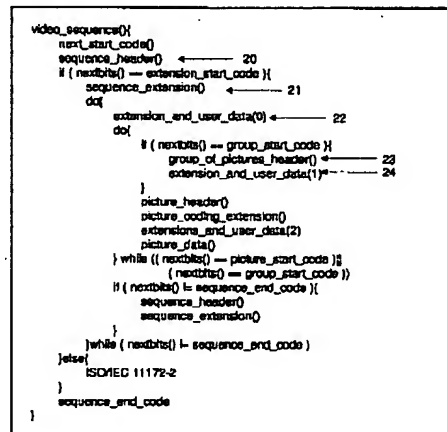 video_sequence(){
next_start_code()
sequence_header() 20
if ( nextbits() == extension_start_code ){
sequence_extension() 21
do{
extension_and_user_data(0) 22
do{
if ( nextbits() == group_start_code ){
group_of_pictures_header() 23
extension_and_user_data(1) 24
}
picture_header()
picture_coding_extension()
extensions_and_user_data(2)
picture_data()
} while (( nextbits() == picture_start_code ) ||
( nextbits() == group_start_code ))
if ( nextbits() != sequence_end_code ){
sequence_header()
sequence_extension()
}
}while ( nextbits() != sequence_end_code )
}else{
ISO/IEC 11172-2
}
sequence_end_code
}